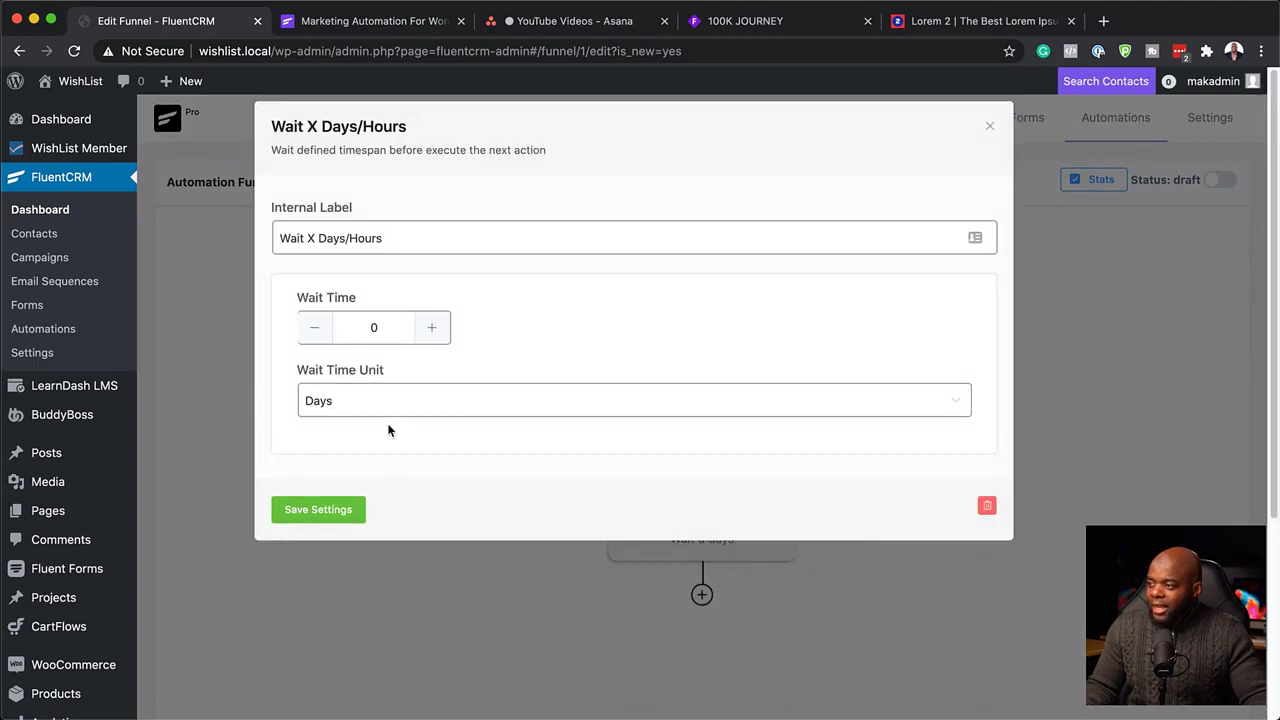 Edit Funnel - FluentCRM
Marketing Automation For Wor
YouTube Videos - Asana
100K JOURNEY
Lorem 2 | The Best Lorem Ipsu
Not Secure
wishlist.local/wp-admin/admin.php?page=fluentcrm-admin#/funnel/1/edit?is_new=yes
2
WishList
0
New
Search Contacts
0
makadmin
Dashboard
WishList Member
FluentCRM
Dashboard
Contacts
Campaigns
Email Sequences
Forms
Automations
Settings
LearnDash LMS
BuddyBoss
Posts
Media
Pages
Comments
Fluent Forms
Projects
CartFlows
WooCommerce
Products
Pro
Forms
Automations
Settings
Automation Fun
Stats
Status: draft
Wait X Days/Hours
Wait defined timespan before execute the next action
Internal Label
Wait X Days/Hours
Wait Time
0
Wait Time Unit
Days
Save Settings